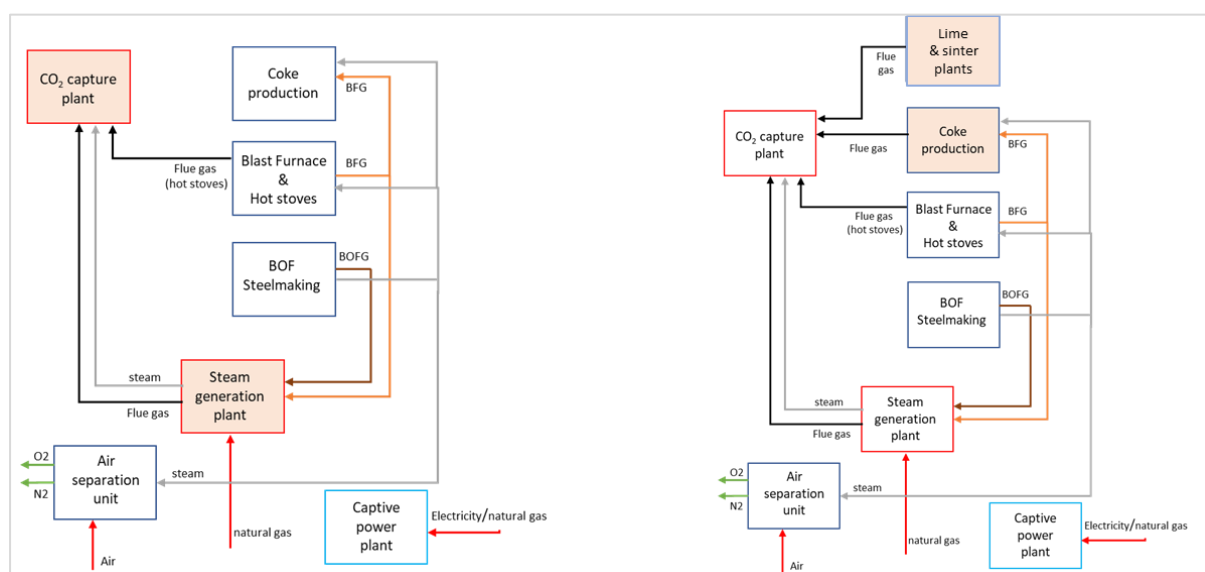 CO2 capture
plant
Coke
production
BFG
Flue gas
(hot stoves)
Blast Furnace
&
Hot stoves
BFG
BOF
Steelmaking
BOFG
steam
Flue gas
Steam
generation
plant
O2
N2
Air
separation
unit
steam
Air
natural gas
Captive
power
plant
Electricity/natural gas
Lime
& sinter
plants
Flue
gas
CO2 capture
plant
Flue gas
Coke
production
BFG
Flue gas
(hot stoves)
Blast Furnace
&
Hot stoves
BFG
BOF
Steelmaking
BOFG
steam
Flue gas
Steam
generation
plant
O2
N2
Air
separation
unit
steam
Air
natural gas
Captive
power
plant
Electricity/natural gas